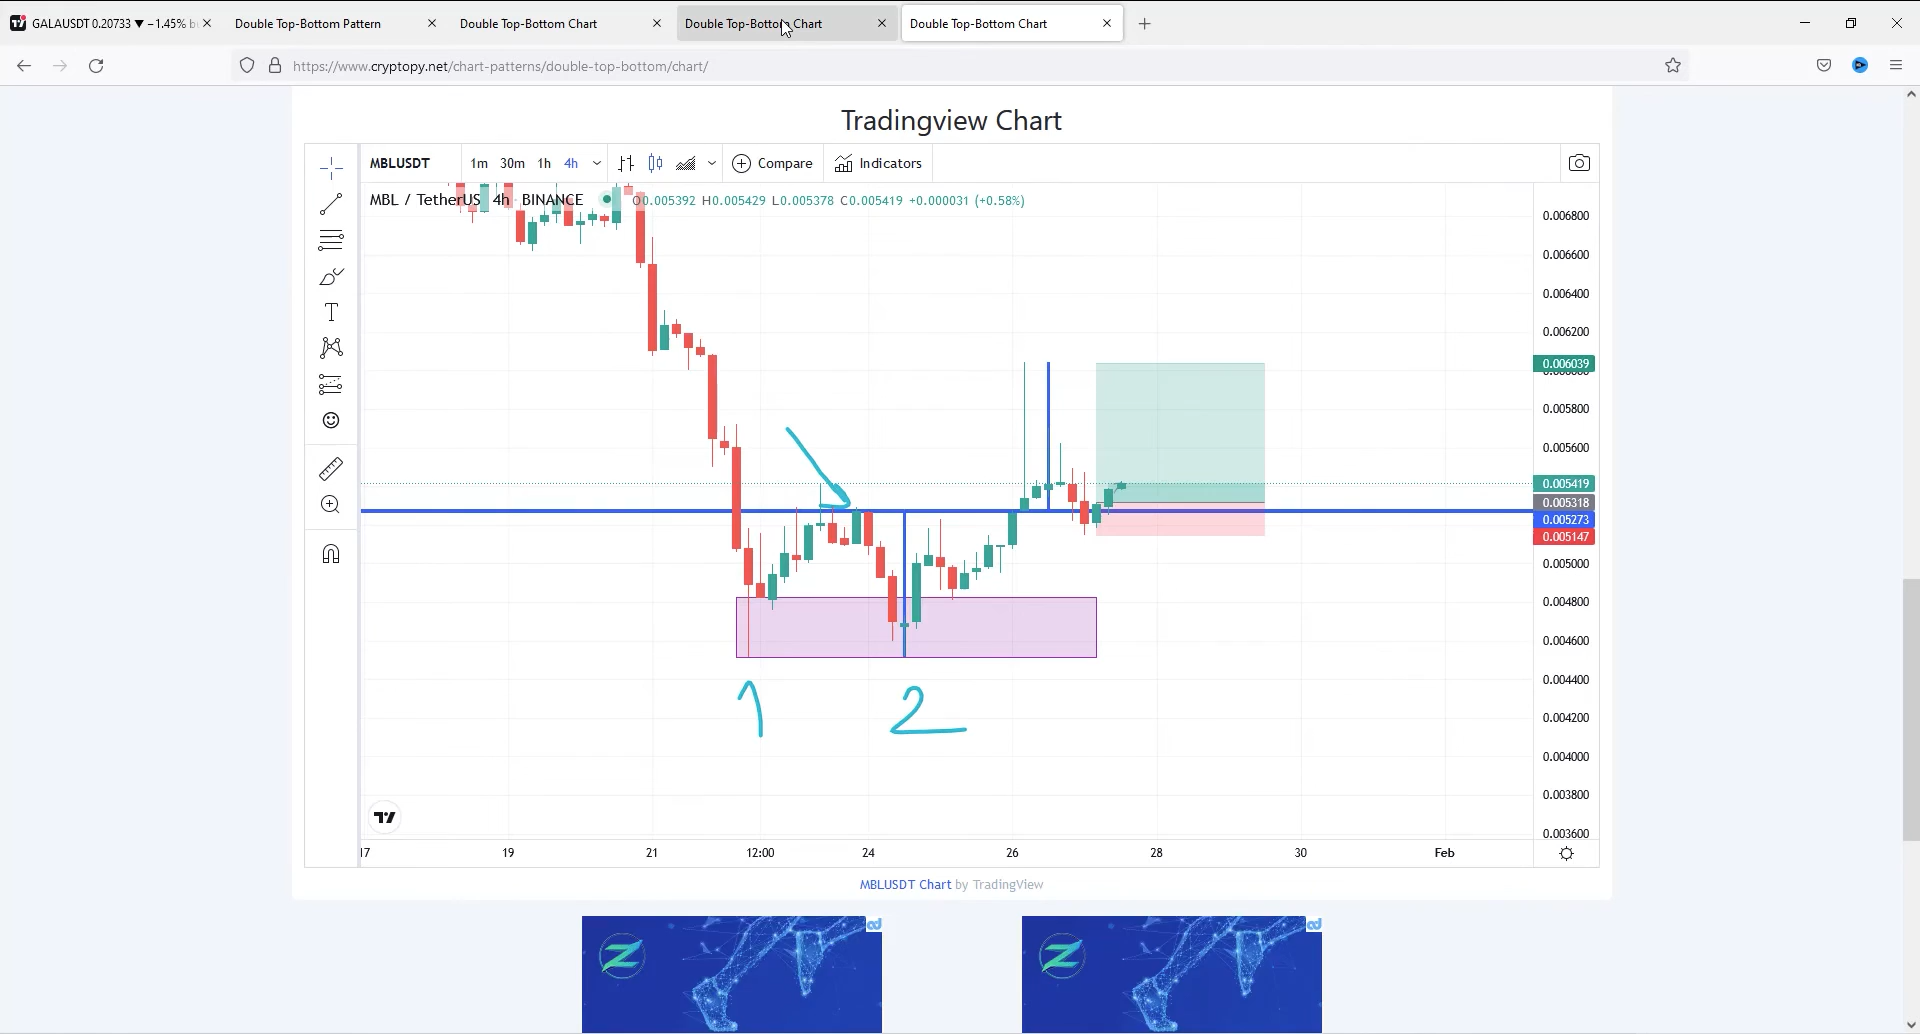 GALAUSDT 0.20733 ▼ −1.45%
Double Top-Bottom Pattern
Double Top-Bottom Chart
Double Top-Bottom Chart
Double Top-Bottom Chart
https://www.cryptopy.net/chart-patterns/double-top-bottom/chart/
Tradingview Chart
MBLUSDT 1m 30m 1h 4h Compare Indicators
MBL / TetherUS 4h BINANCE O0.005392 H0.005429 L0.005378 C0.005419 +0.000031 (+0.58%)
0.006800
0.006600
0.006400
0.006200
0.006039
0.005800
0.005600
0.005419
0.005318
0.005273
0.005147
0.005000
0.004800
0.004600
0.004400
0.004200
0.004000
0.003800
0.003600
1 2
17 19 21 12:00 24 26 28 30 Feb
MBLUSDT Chart by TradingView